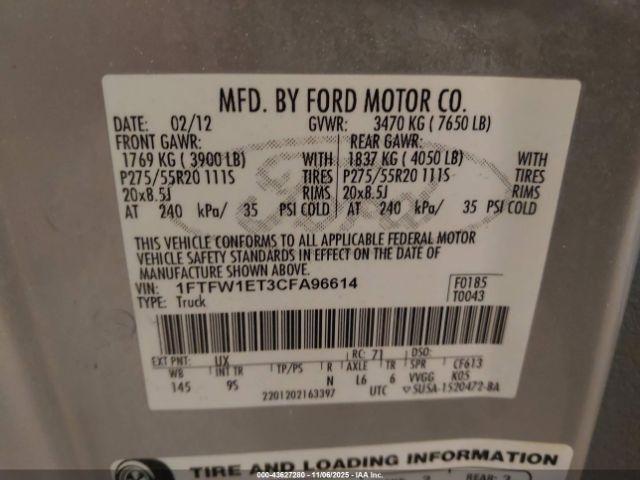 MFD. BY FORD MOTOR CO.
DATE: 02/12 GVWR: 3470 KG ( 7650 LB)
FRONT GAWR: REAR GAWR:
1769 KG ( 3900 LB) WITH 1837 KG ( 4050 LB) WITH
P275/55R20 111S TIRES P275/55R20 111S TIRES
20x8.5J RIMS 20x8.5J RIMS
AT 240 kPa/ 35 PSI COLD AT 240 kPa/ 35 PSI COLD
THIS VEHICLE CONFORMS TO ALL APPLICABLE FEDERAL MOTOR
VEHICLE SAFETY STANDARDS IN EFFECT ON THE DATE OF
MANUFACTURE SHOWN ABOVE.
VIN: 1FTFW1ET3CFA96614 F0185
TYPE: Truck T0043
EXT PNT: UX RC: 71 DSO:
WB INT TR TP/PS R AXLE TR SPR CF613
145 9S N L6 6 VVGG K05
2201202163397 UTC SUSA-1520472-BA
TIRE AND LOADING INFORMATION
000-43627280 - 11/06/2025 - IAAI.com